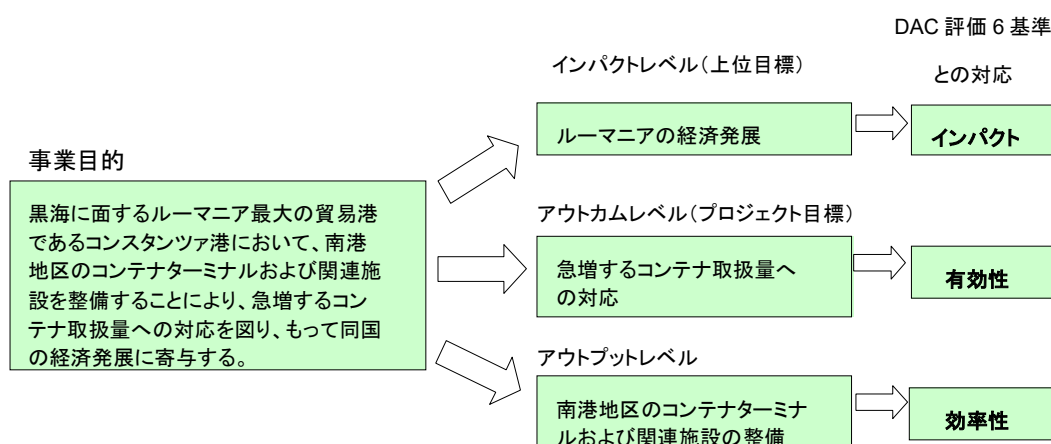 DAC 評価 6 基準
との対応
インパクトレベル（上位目標）
ルーマニアの経済発展
インパクト
事業目的
黒海に面するルーマニア最大の貿易港
であるコンスタンツァ港において、南港
地区のコンテナターミナルおよび関連施
設を整備することにより、急増するコン
テナ取扱量への対応を図り、もって同国
の経済発展に寄与する。
アウトカムレベル（プロジェクト目標）
急増するコンテナ取扱量へ
の対応
有効性
アウトプットレベル
南港地区のコンテナターミナ
ルおよび関連施設の整備
効率性